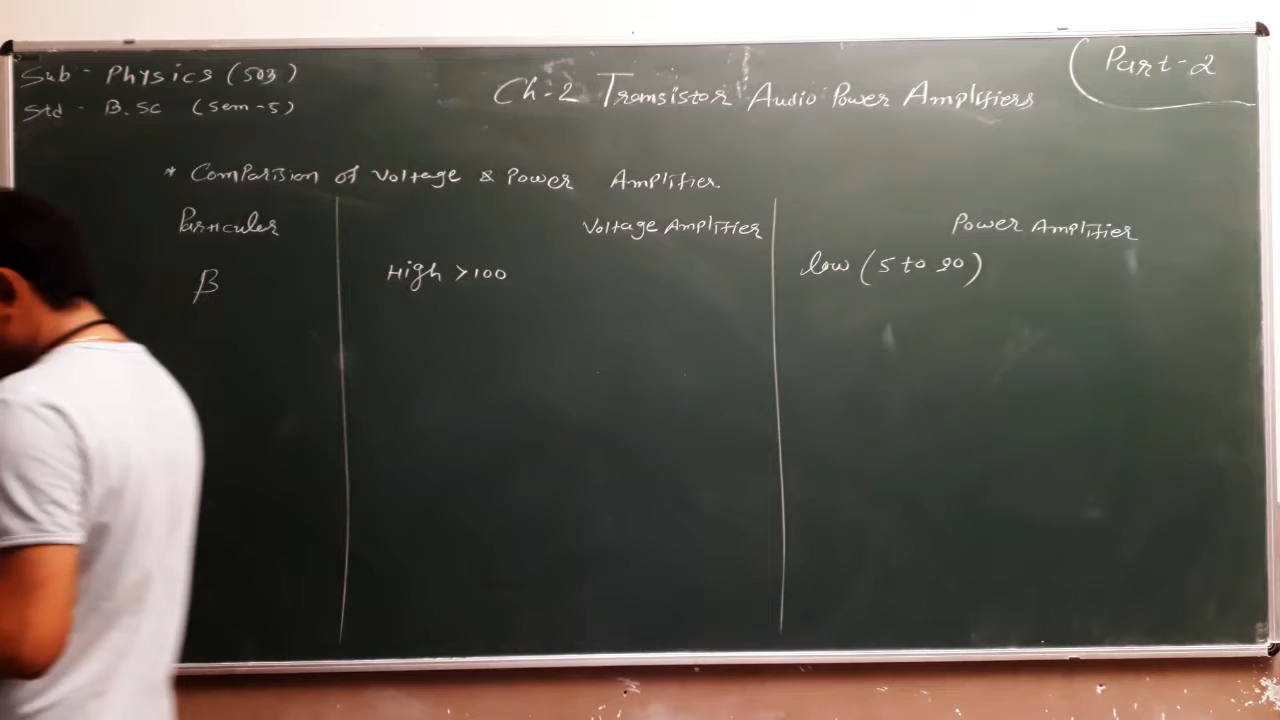 Sub - Physics (503)
Std - B.Sc (Sem-5)
Ch-2 Transistor Audio Power Amplifiers
Part-2
* Comparision of Voltage & Power Amplifier.
Particular Voltage Amplifier Power Amplifier
β High >100 low (5 to 20)